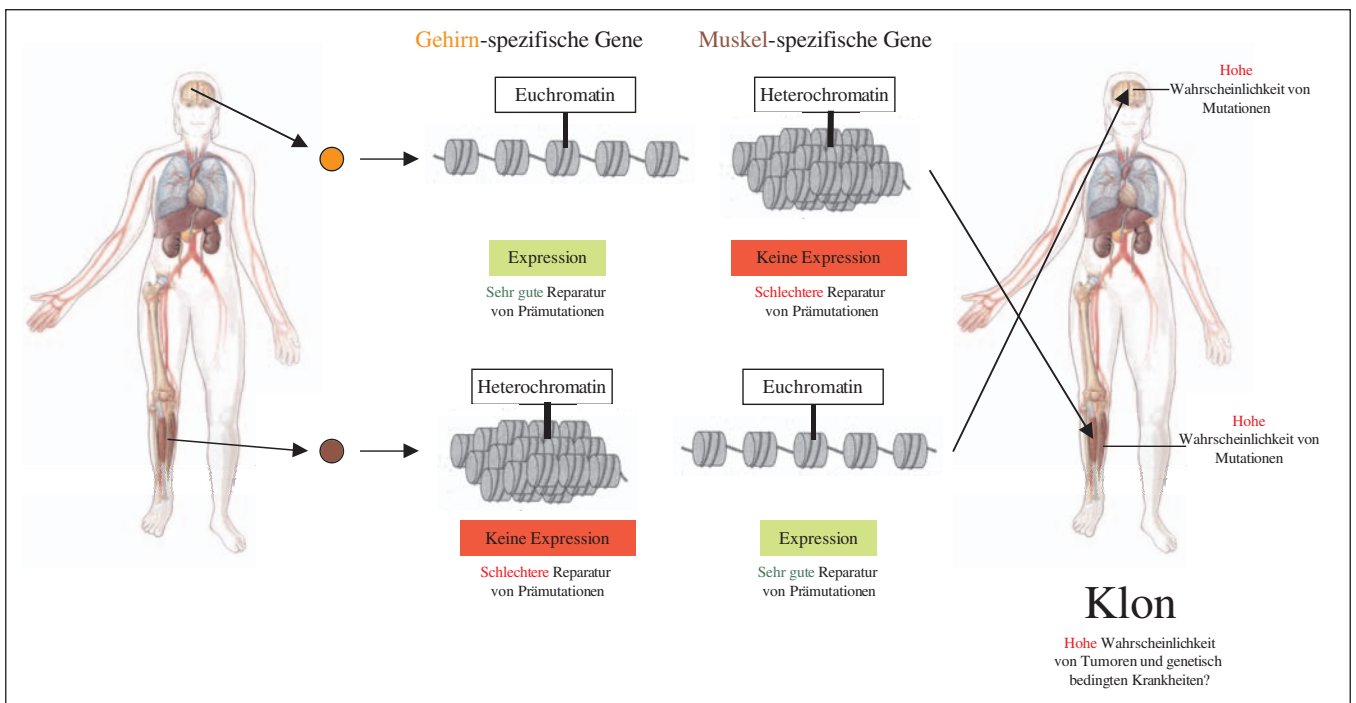 Gehirn-spezifische Gene
Muskel-spezifische Gene
Euchromatin
Heterochromatin
Hohe
Wahrscheinlichkeit von
Mutationen
Expression
Keine Expression
Sehr gute Reparatur
von Prämutationen
Schlechtere Reparatur
von Prämutationen
Heterochromatin
Euchromatin
Hohe
Wahrscheinlichkeit von
Mutationen
Keine Expression
Expression
Schlechtere Reparatur
von Prämutationen
Sehr gute Reparatur
von Prämutationen
Klon
Hohe Wahrscheinlichkeit
von Tumoren und genetisch
bedingten Krankheiten?